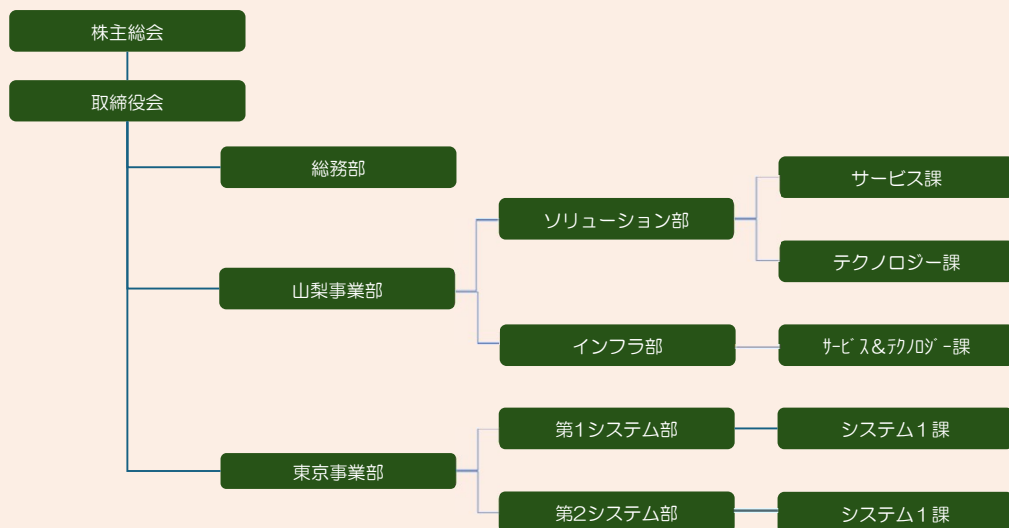 株主総会
取締役会
総務部
サービス課
ソリューション部
テクノロジー課
山梨事業部
インフラ部
ｻｰﾋﾞｽ＆ﾃｸﾉﾛｼﾞｰ課
第1システム部
システム１課
東京事業部
第2システム部
システム１課